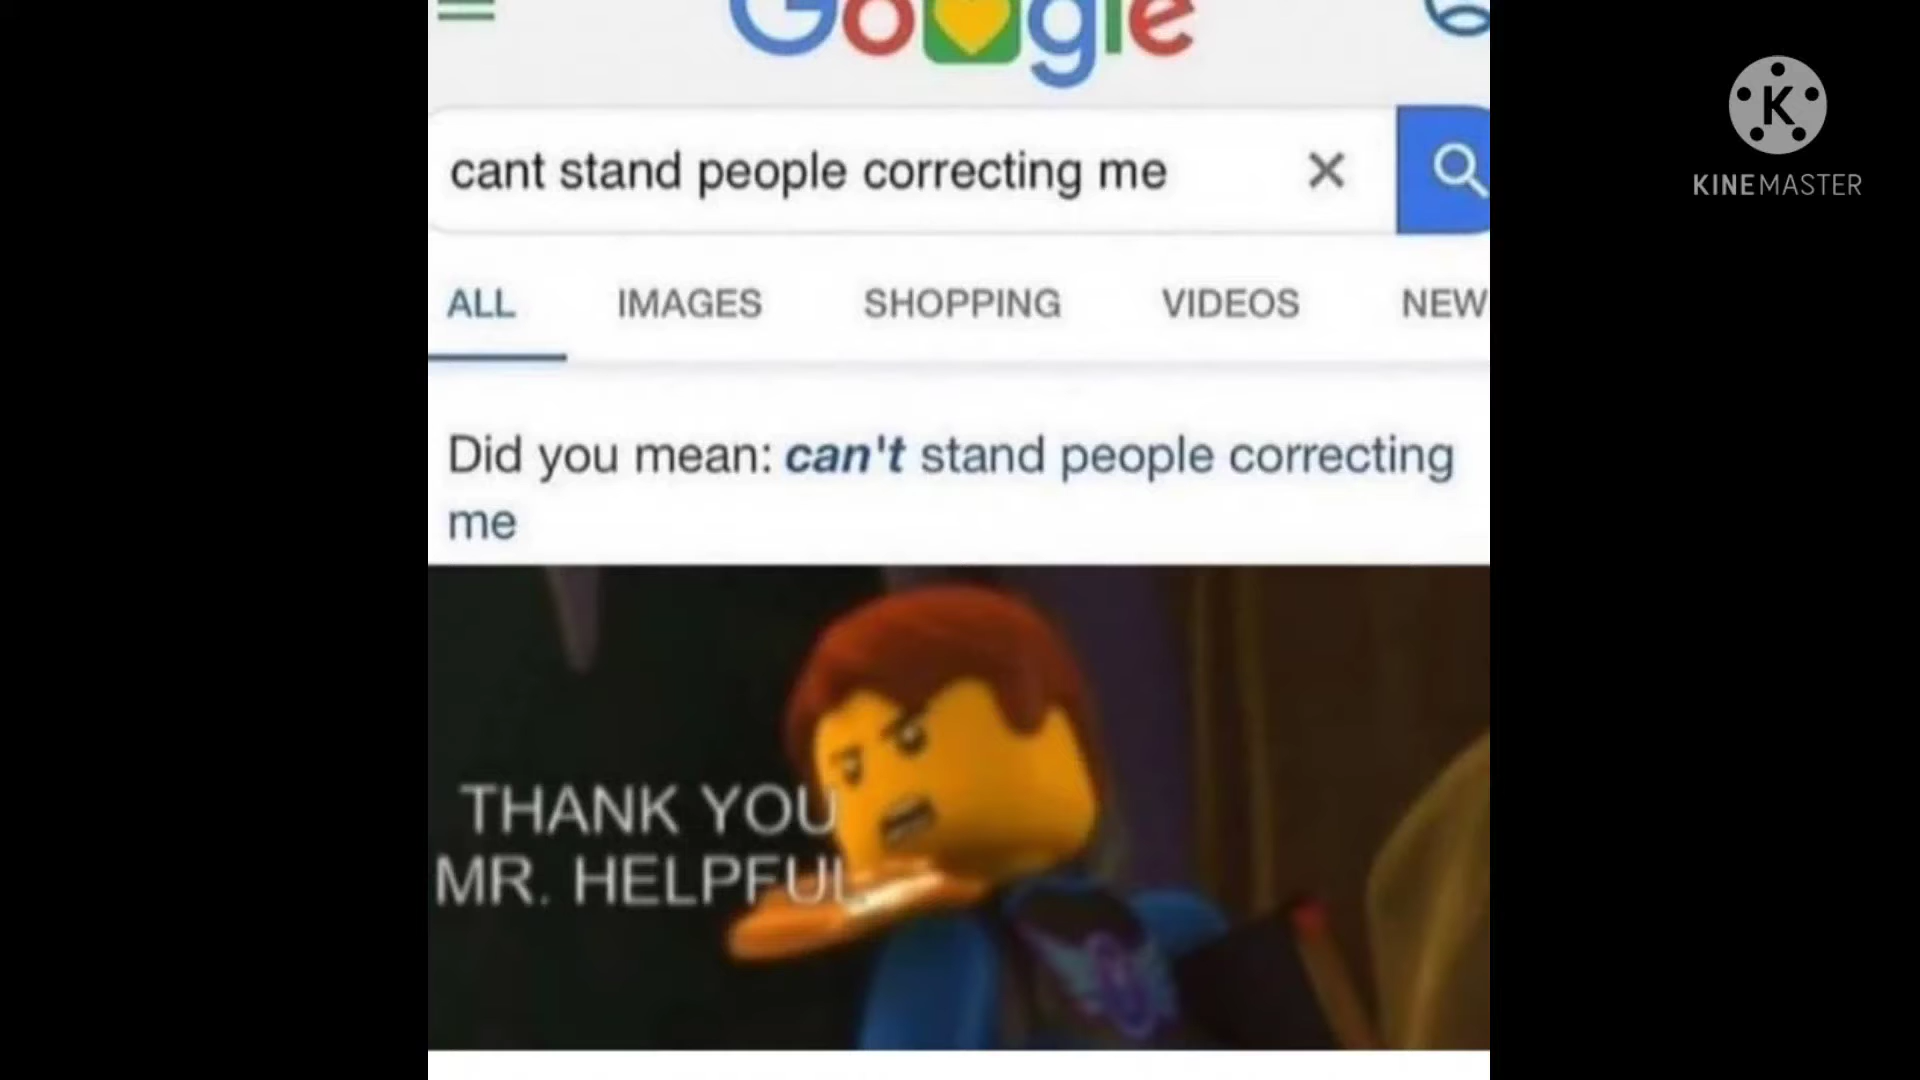 Google
K
KINEMASTER
cant stand people correcting me
ALL IMAGES SHOPPING VIDEOS NEW
Did you mean: can't stand people correcting
me
THANK YOU
MR. HELPFUL